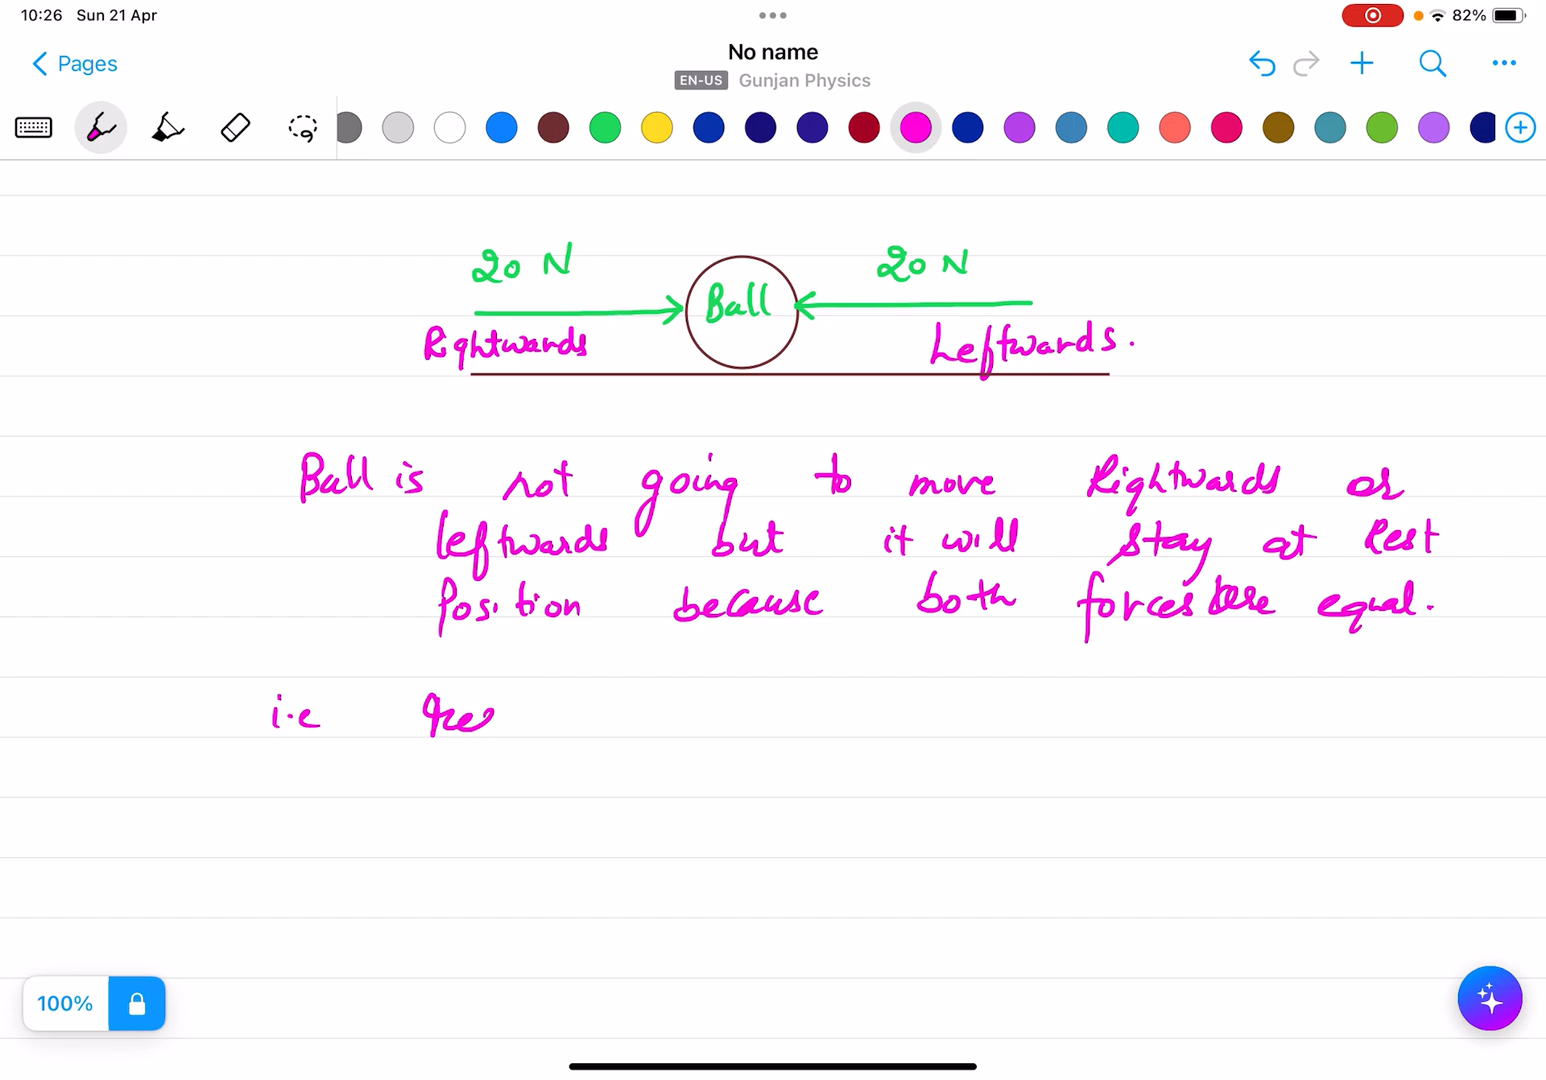 10:26 Sun 21 Apr
82%
Pages
No name
EN-US Gunjan Physics
20 N
20 N
Ball
Rightwards
Leftwards.
Ball is not going to move Rightwards or
leftwards but it will stay at Rest
Position because both forces are equal.
i.e
100%